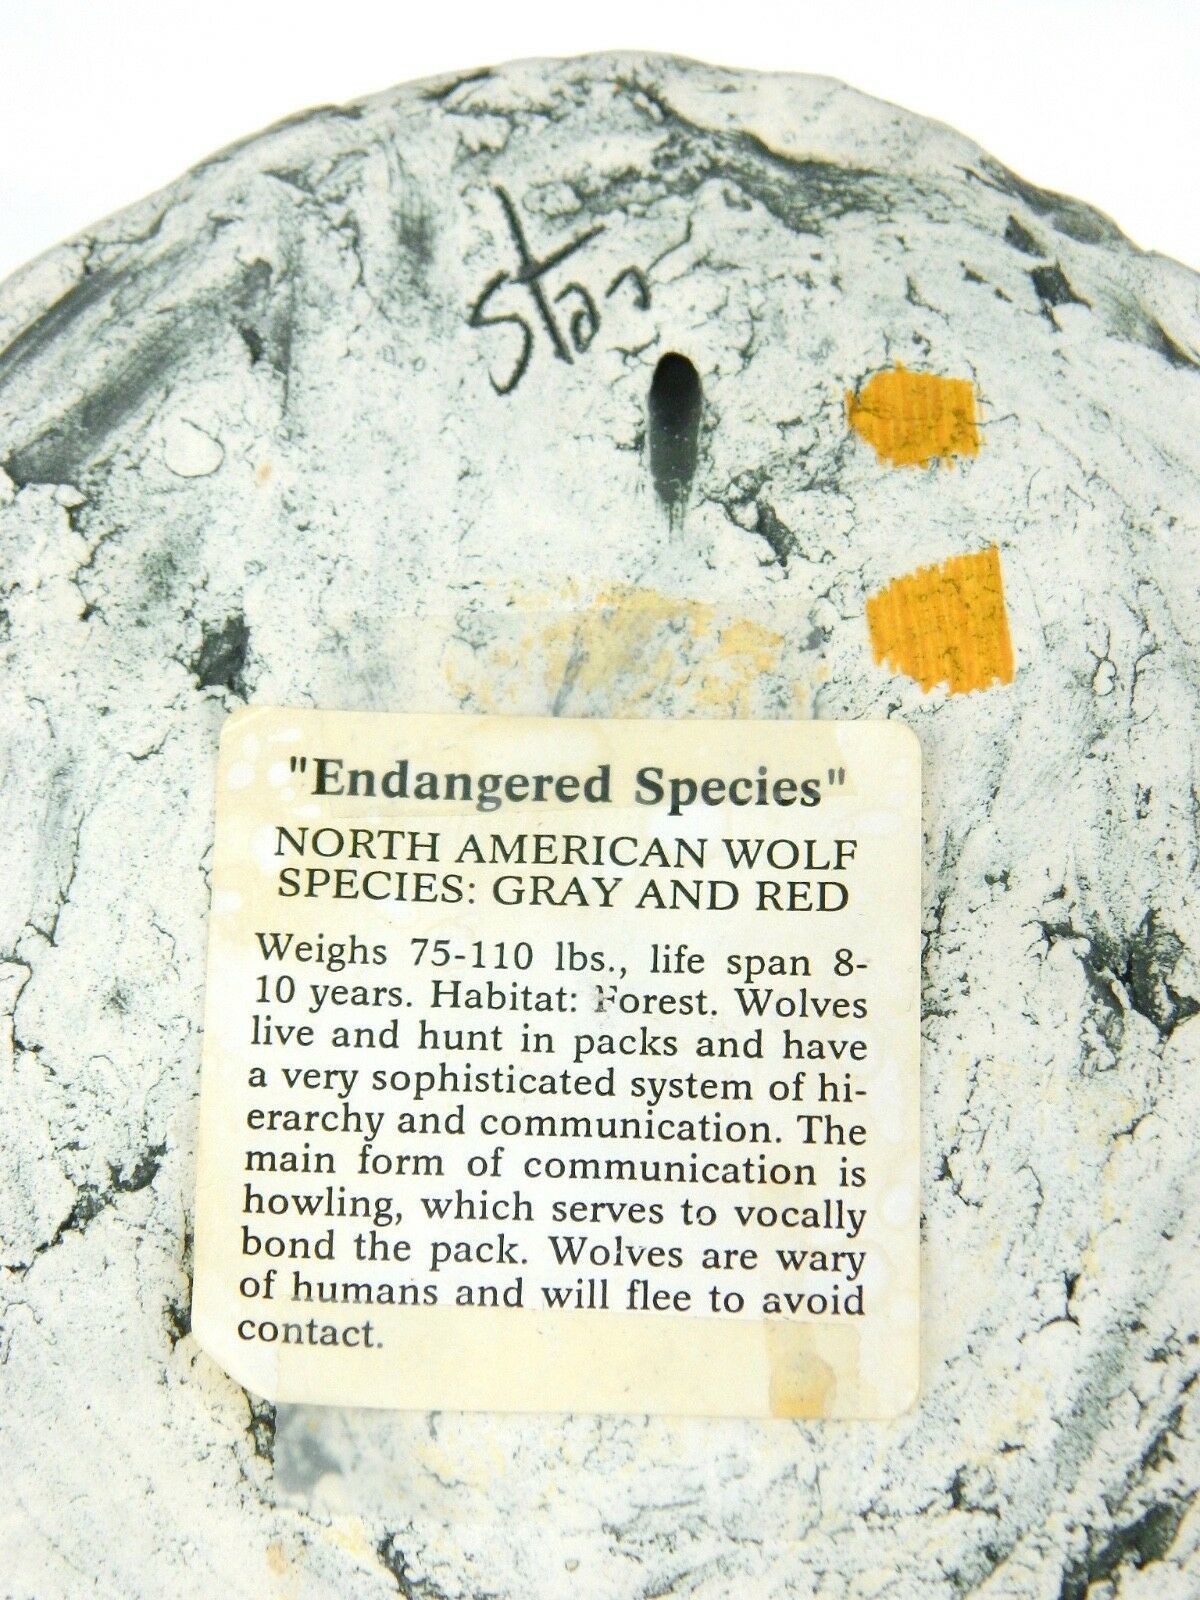 "Endangered Species"
NORTH AMERICAN WOLF
SPECIES: GRAY AND RED
Weighs 75-110 lbs., life span 8-
10 years. Habitat: Forest. Wolves
live and hunt in packs and have
a very sophisticated system of hi-
erarchy and communication. The
main form of communication is
howling, which serves to vocally
bond the pack. Wolves are wary
of humans and will flee to avoid
contact.